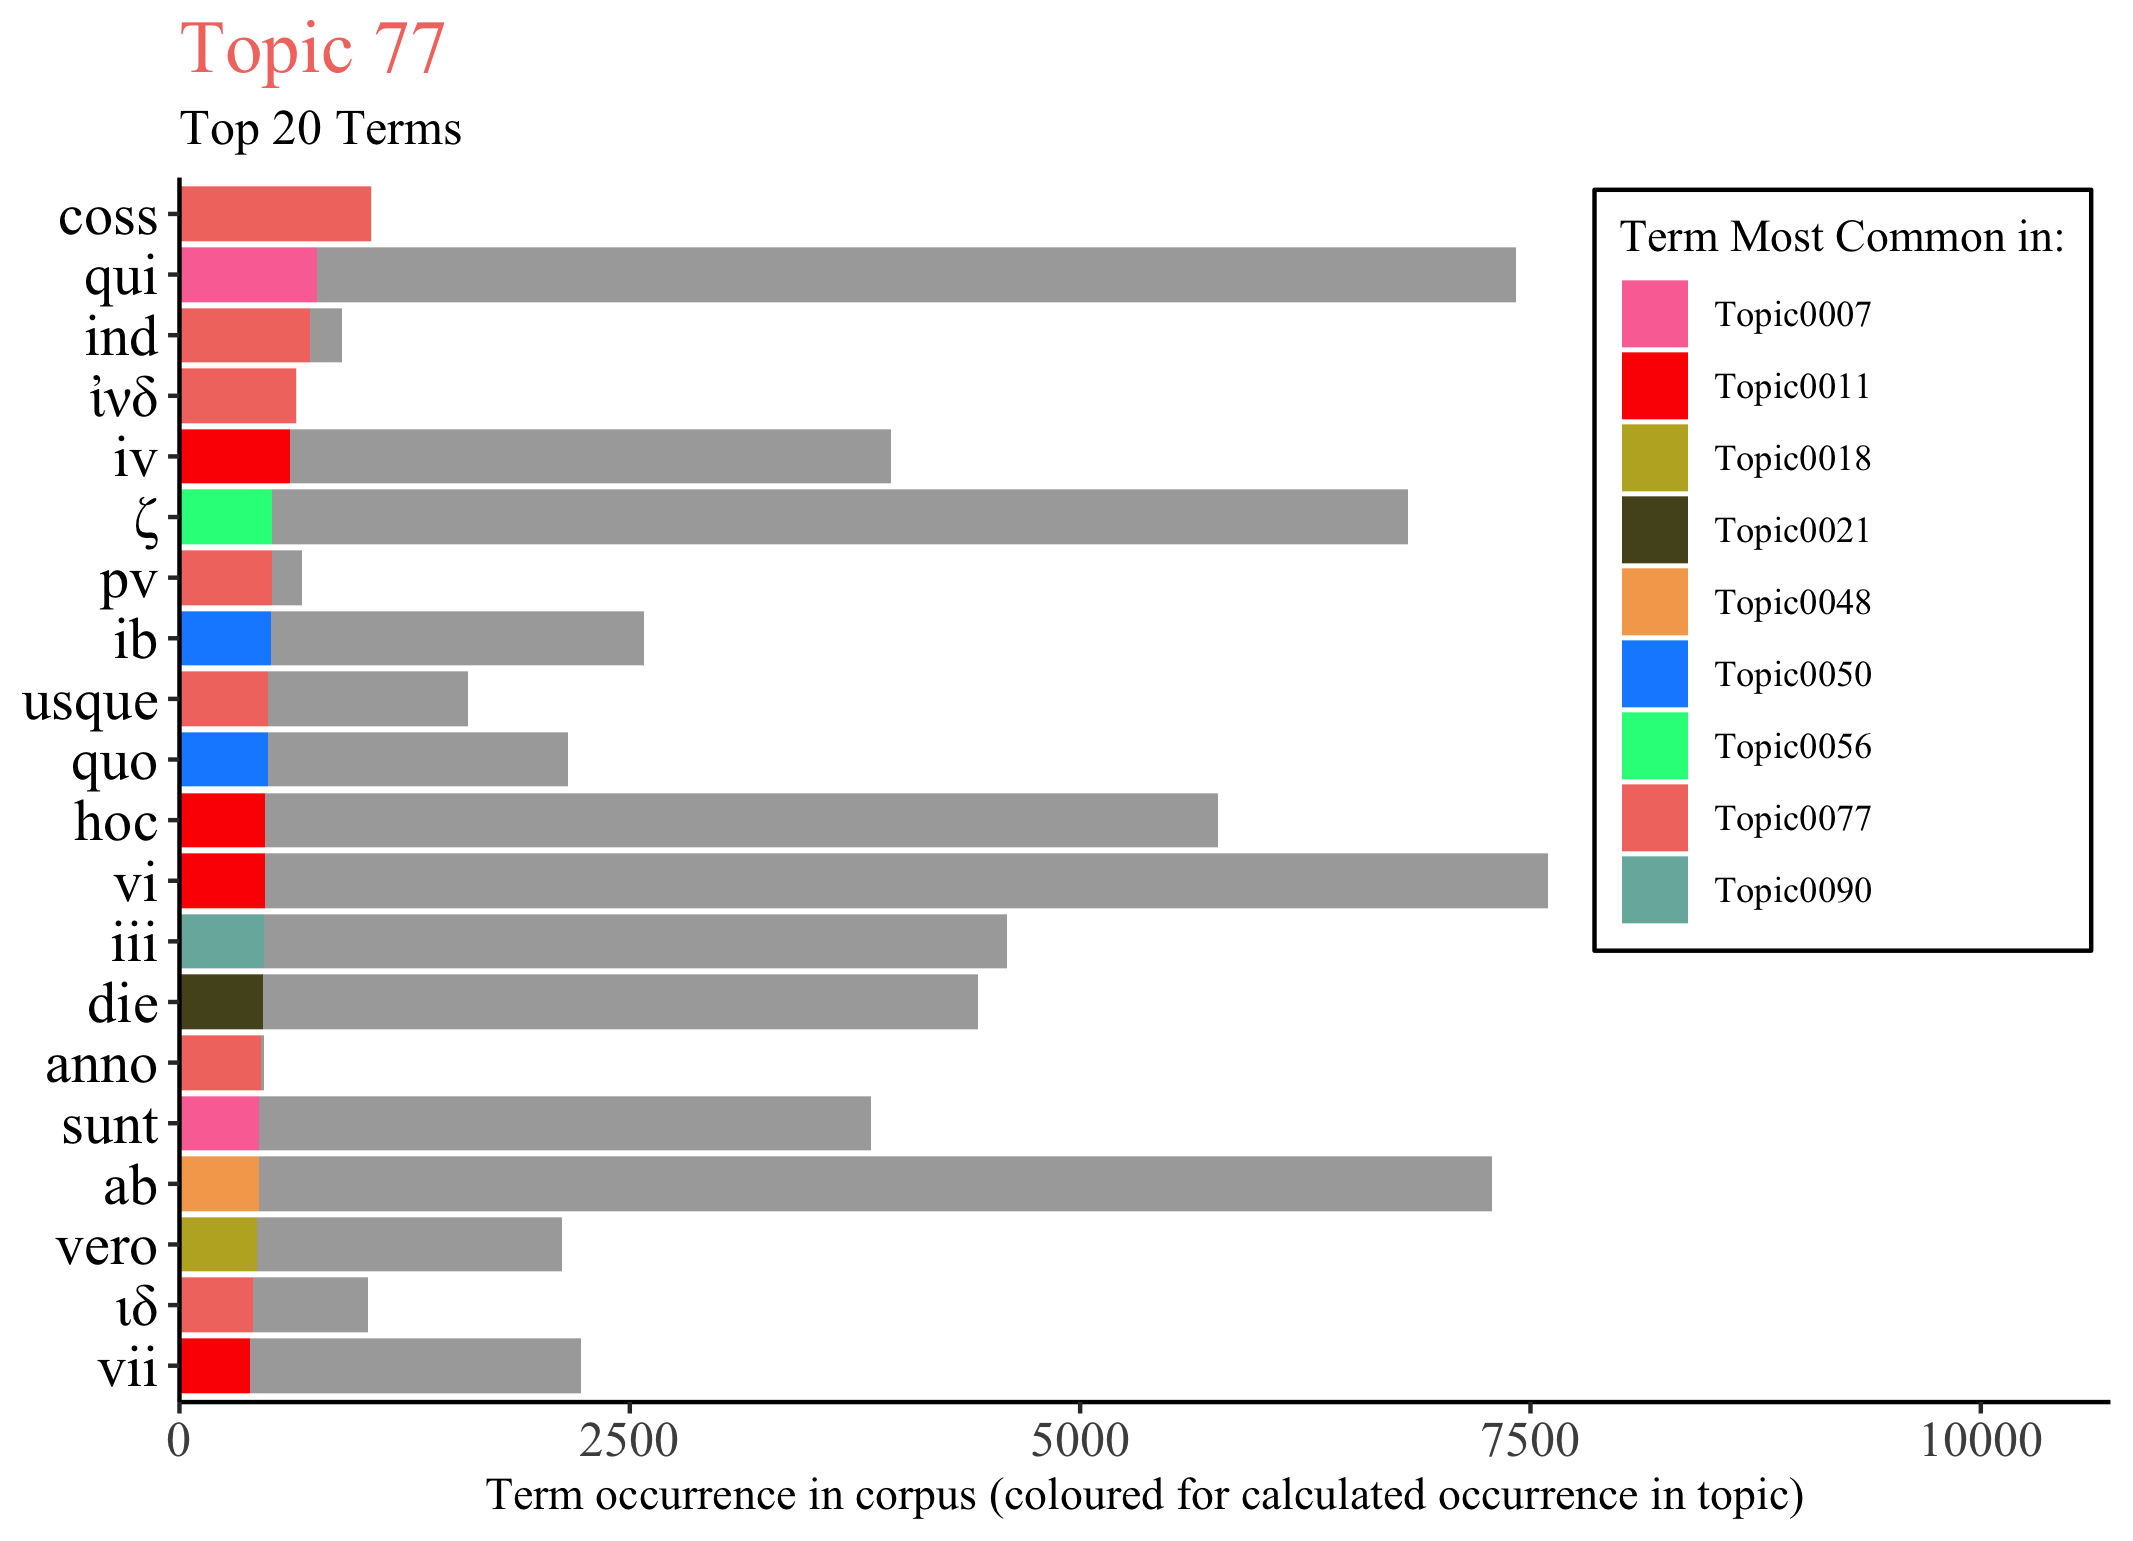 Topic 77
Top 20 Terms
coss
qui
ind
ἰνδ
iv
ζ
pv
ib
usque
quo
hoc
vi
iii
die
anno
sunt
ab
vero
ιδ
vii
0 2500 5000 7500 10000
Term occurrence in corpus (coloured for calculated occurrence in topic)
Term Most Common in:
Topic0007
Topic0011
Topic0018
Topic0021
Topic0048
Topic0050
Topic0056
Topic0077
Topic0090